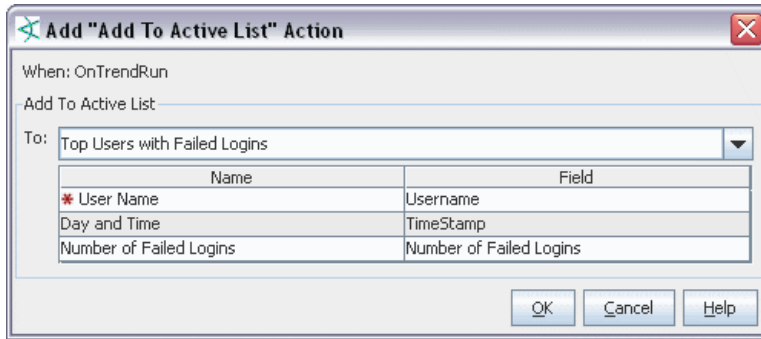 Add "Add To Active List" Action
When: OnTrendRun
Add To Active List
To: Top Users with Failed Logins
Name Field
* User Name Username
Day and Time TimeStamp
Number of Failed Logins Number of Failed Logins
OK Cancel Help